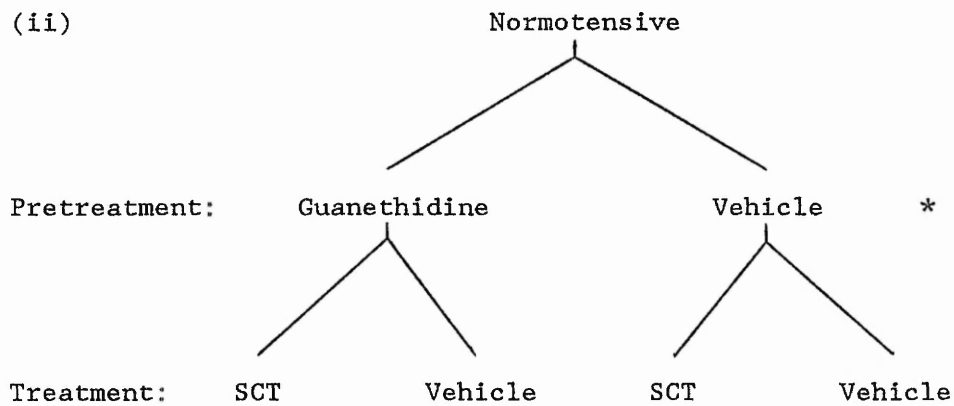 (ii) Normotensive
Pretreatment: Guanethidine Vehicle *
Treatment: SCT Vehicle SCT Vehicle